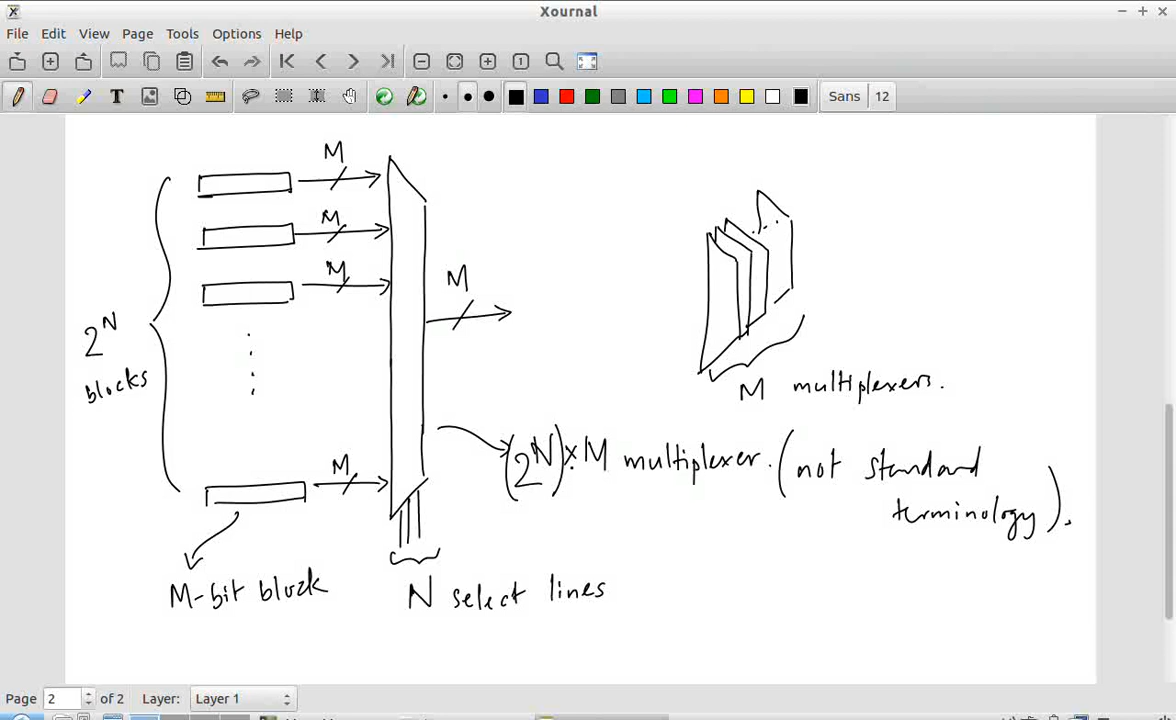 Xournal
File Edit View Page Tools Options Help
Sans 12
M
M
M
M
2^N
blocks
M multiplexers.
M
(2^N) × M multiplexer. (not standard
terminology).
M-bit block
N select lines
Page 2 of 2 Layer: Layer 1